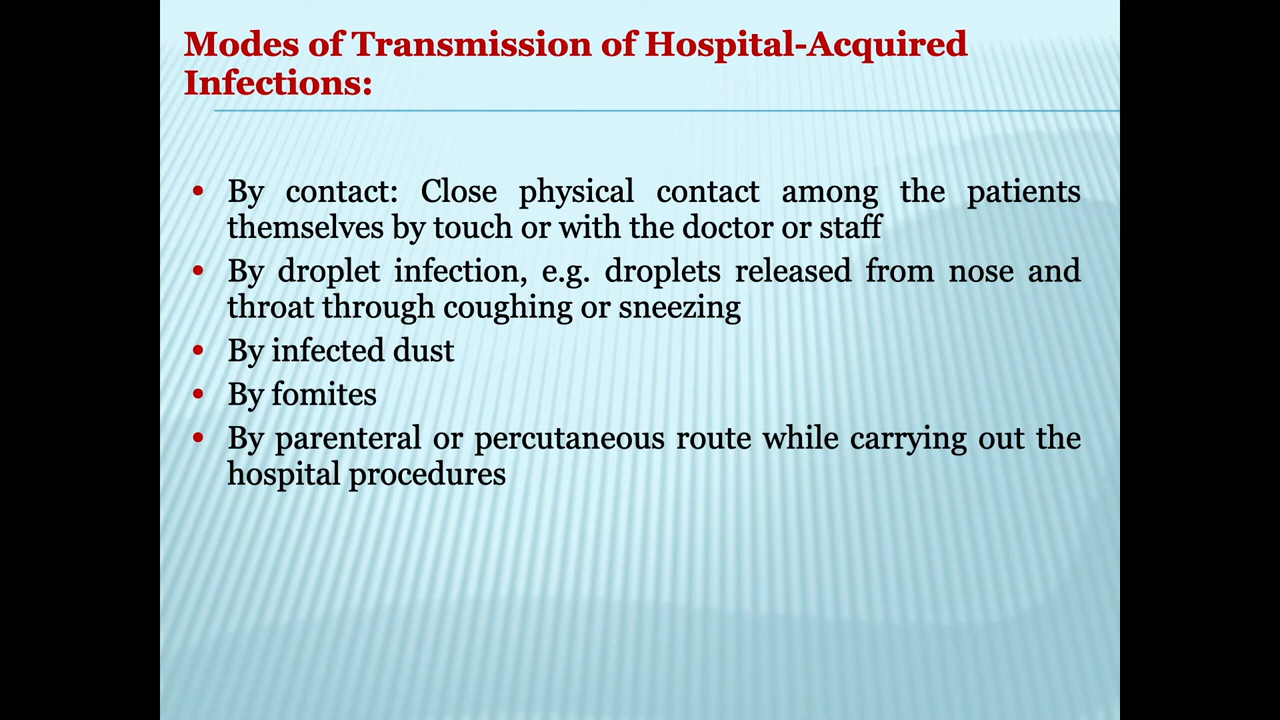 Modes of Transmission of Hospital-Acquired
Infections:
• By contact: Close physical contact among the patients
themselves by touch or with the doctor or staff
• By droplet infection, e.g. droplets released from nose and
throat through coughing or sneezing
• By infected dust
• By fomites
• By parenteral or percutaneous route while carrying out the
hospital procedures